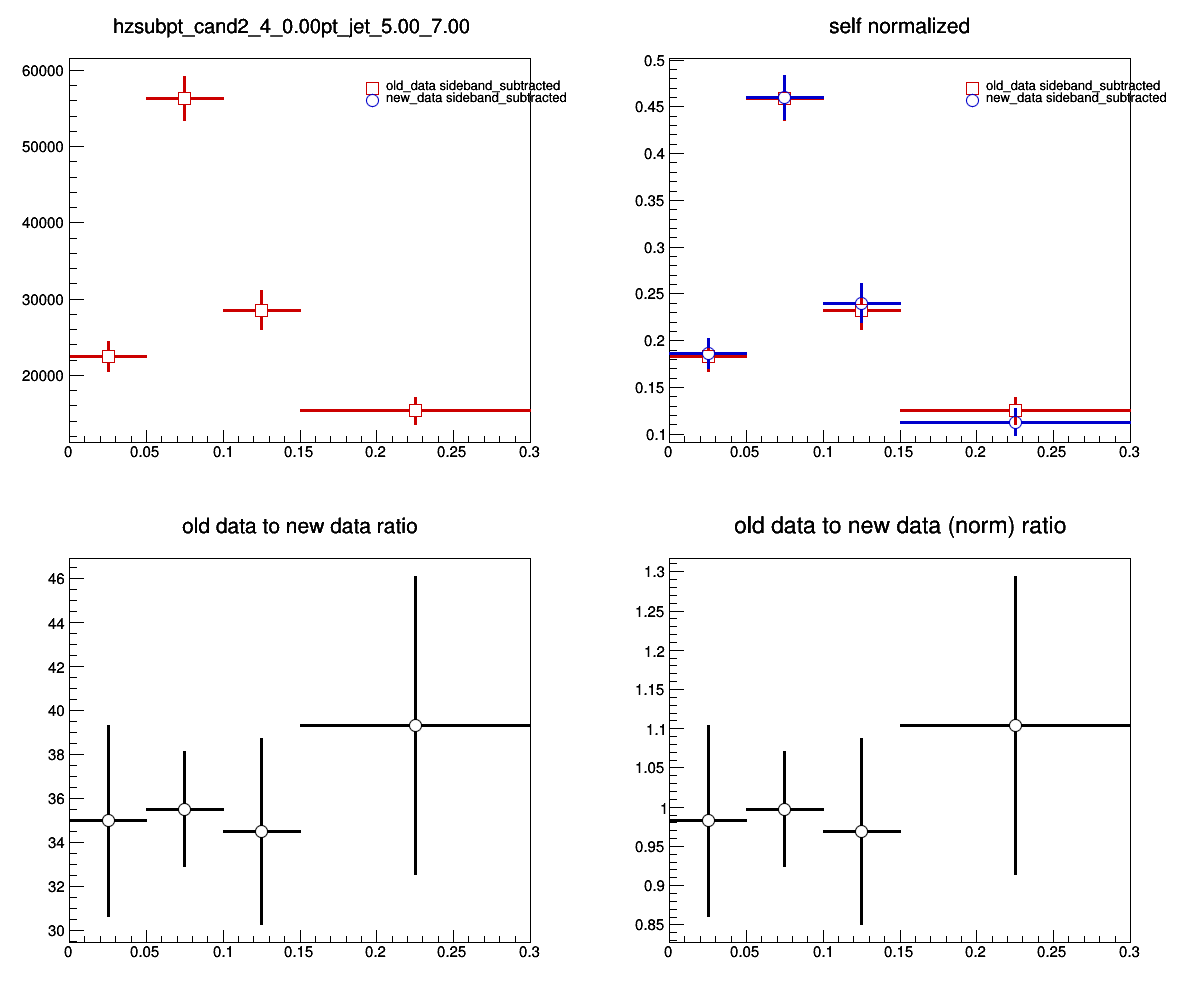 hzsubpt_cand2_4_0.00pt_jet_5.00_7.00
60000
50000
40000
30000
20000
old_data sideband_subtracted
new_data sideband_subtracted
0 0.05 0.1 0.15 0.2 0.25 0.3
self normalized
0.5
0.45
0.4
0.35
0.3
0.25
0.2
0.15
0.1
old_data sideband_subtracted
new_data sideband_subtracted
0 0.05 0.1 0.15 0.2 0.25 0.3
old data to new data ratio
46
44
42
40
38
36
34
32
30
0 0.05 0.1 0.15 0.2 0.25 0.3
old data to new data (norm) ratio
1.3
1.25
1.2
1.15
1.1
1.05
1
0.95
0.9
0.85
0 0.05 0.1 0.15 0.2 0.25 0.3